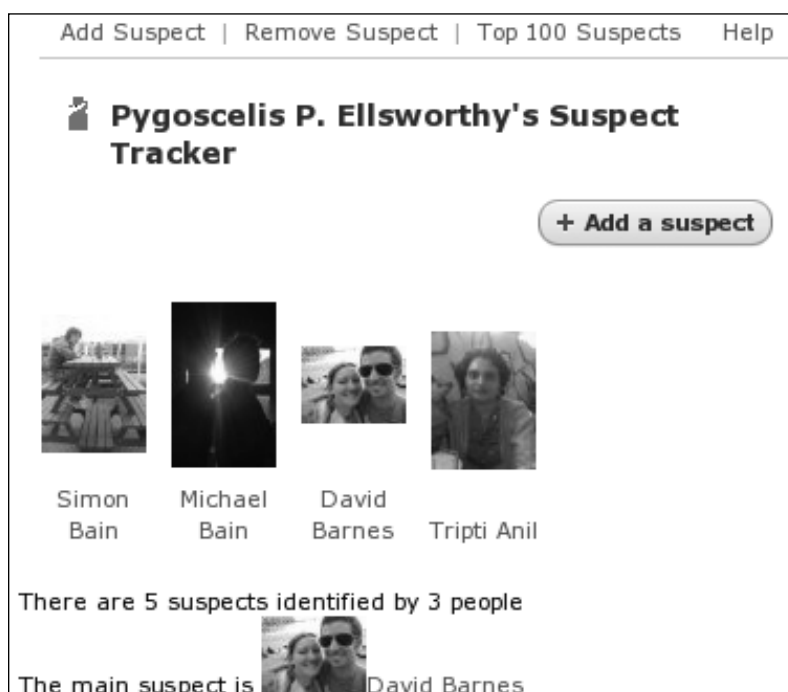 Add Suspect | Remove Suspect | Top 100 Suspects Help
Pygoscelis P. Ellsworthy's Suspect
Tracker
+ Add a suspect
Simon Michael David
Bain Bain Barnes Tripti Anil
There are 5 suspects identified by 3 people
The main suspect is David Barnes